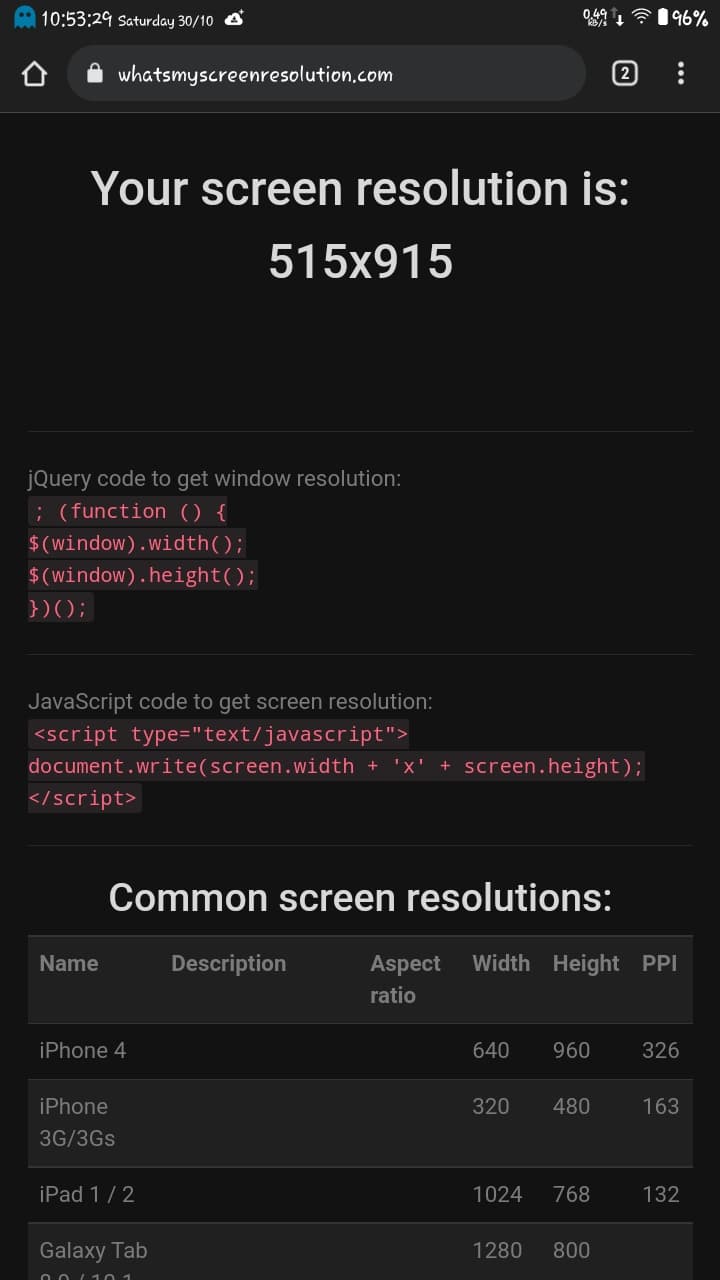 10:53:29 Saturday 30/10
0.49 kB/s
96%
whatsmyscreenresolution.com
2
Your screen resolution is:
515x915
jQuery code to get window resolution:
; (function () {
$(window).width();
$(window).height();
})();
JavaScript code to get screen resolution:
<script type="text/javascript">
document.write(screen.width + 'x' + screen.height);
</script>
Common screen resolutions:
Name Description Aspect ratio Width Height PPI
iPhone 4 640 960 326
iPhone 3G/3Gs 320 480 163
iPad 1 / 2 1024 768 132
Galaxy Tab 1280 800